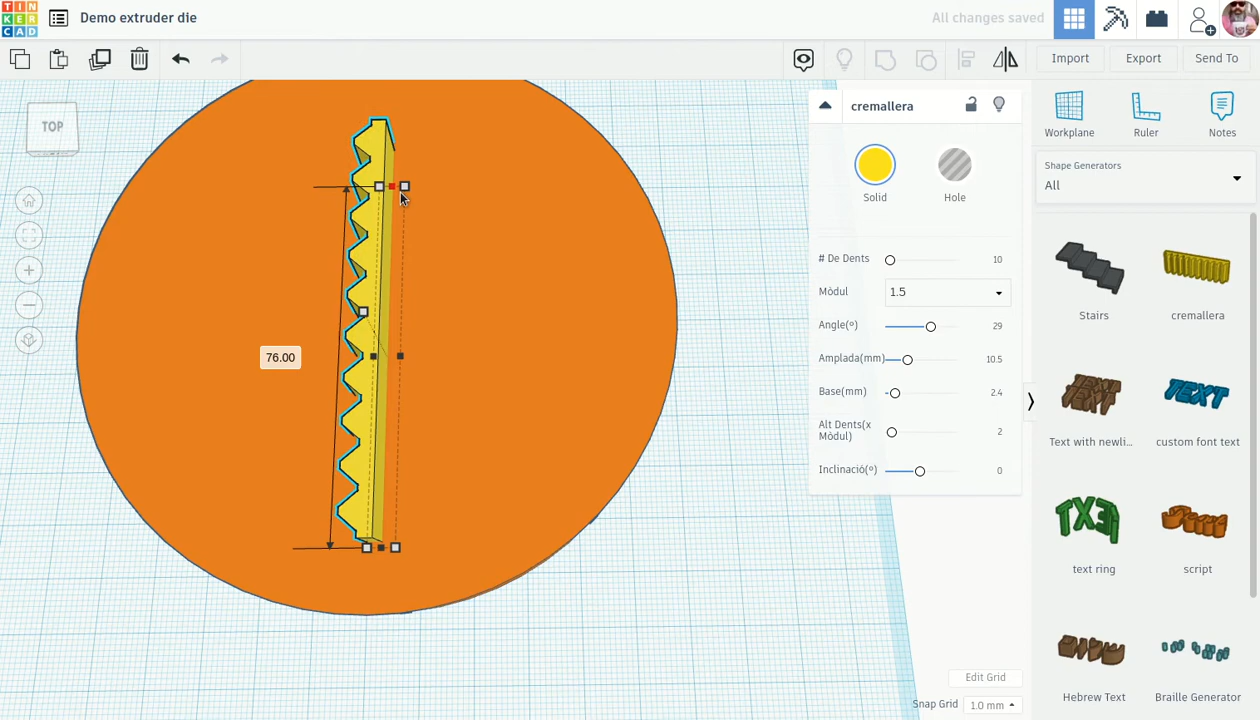 TIN
KER
CAD
Demo extruder die
All changes saved
Import
Export
Send To
TOP
cremallera
Solid
Hole
# De Dents
10
Mòdul
1.5
Angle(º)
29
Amplada(mm)
10.5
Base(mm)
2.4
Alt Dents(x
Mòdul)
2
Inclinació(º)
0
76.00
Workplane
Ruler
Notes
Shape Generators
All
Stairs
cremallera
Text with newli...
custom font text
text ring
script
Hebrew Text
Braille Generator
Edit Grid
Snap Grid
1.0 mm